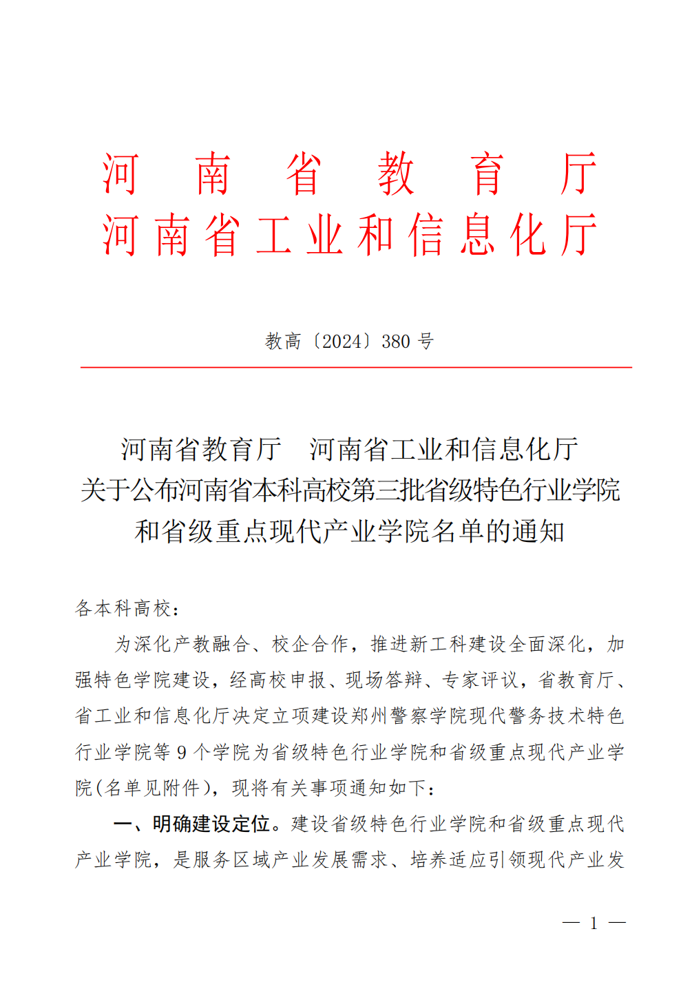 河南省教育厅
河南省工业和信息化厅
教高〔2024〕380 号
河南省教育厅 河南省工业和信息化厅
关于公布河南省本科高校第三批省级特色行业学院
和省级重点现代产业学院名单的通知
各本科高校：
为深化产教融合、校企合作，推进新工科建设全面深化，加
强特色学院建设，经高校申报、现场答辩、专家评议，省教育厅、
省工业和信息化厅决定立项建设郑州警察学院现代警务技术特色
行业学院等 9 个学院为省级特色行业学院和省级重点现代产业学
院(名单见附件)，现将有关事项通知如下：
一、明确建设定位。建设省级特色行业学院和省级重点现代
产业学院，是服务区域产业发展需求、培养适应引领现代产业发
— 1 —